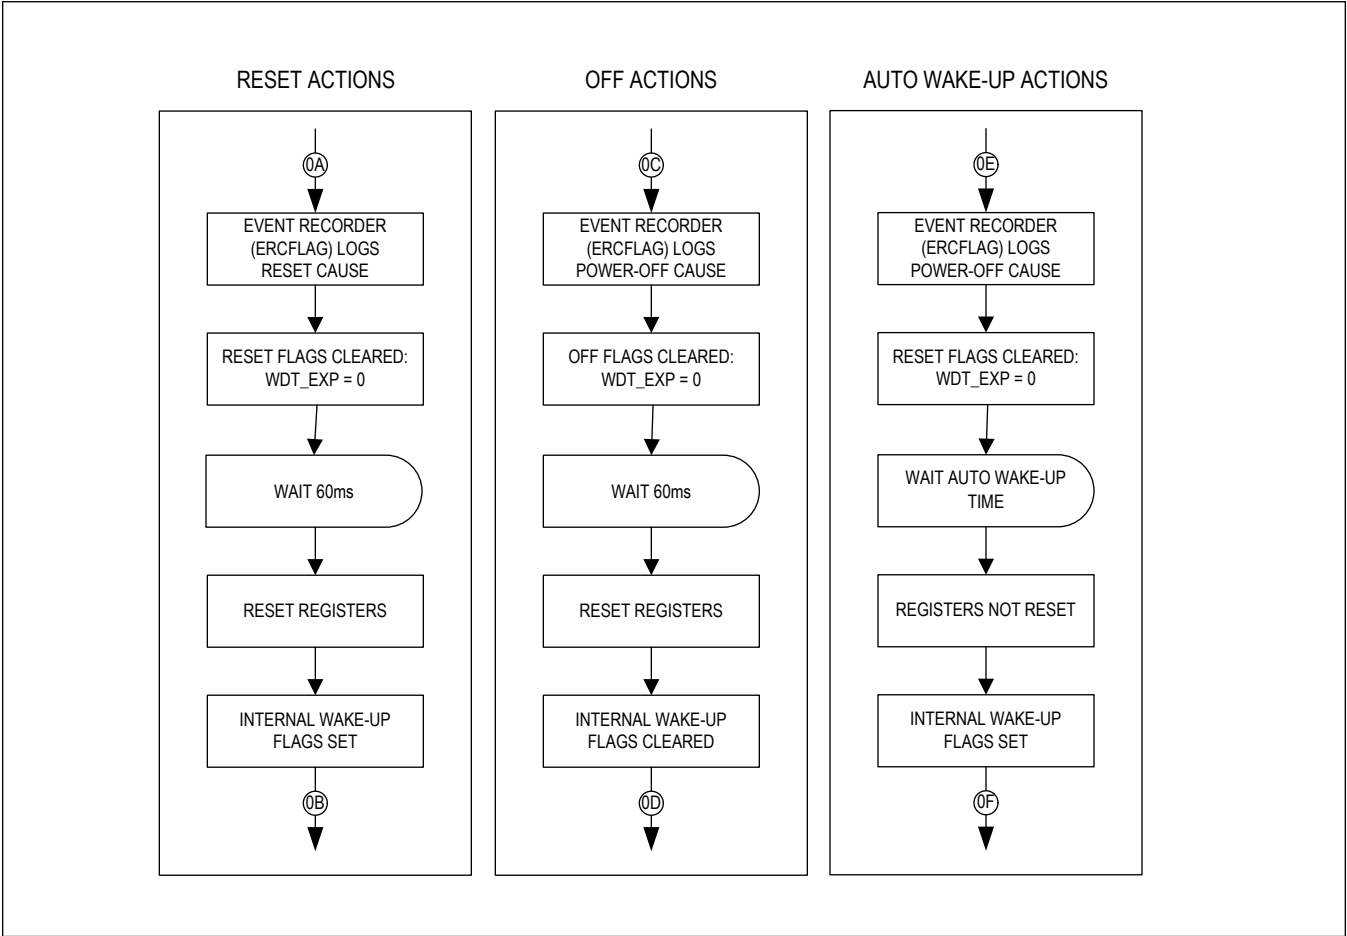 RESET ACTIONS
0A
EVENT RECORDER
(ERCFLAG) LOGS
RESET CAUSE
RESET FLAGS CLEARED:
WDT_EXP = 0
WAIT 60ms
RESET REGISTERS
INTERNAL WAKE-UP
FLAGS SET
0B
OFF ACTIONS
0C
EVENT RECORDER
(ERCFLAG) LOGS
POWER-OFF CAUSE
OFF FLAGS CLEARED:
WDT_EXP = 0
WAIT 60ms
RESET REGISTERS
INTERNAL WAKE-UP
FLAGS CLEARED
0D
AUTO WAKE-UP ACTIONS
0E
EVENT RECORDER
(ERCFLAG) LOGS
POWER-OFF CAUSE
RESET FLAGS CLEARED:
WDT_EXP = 0
WAIT AUTO WAKE-UP
TIME
REGISTERS NOT RESET
INTERNAL WAKE-UP
FLAGS SET
0F